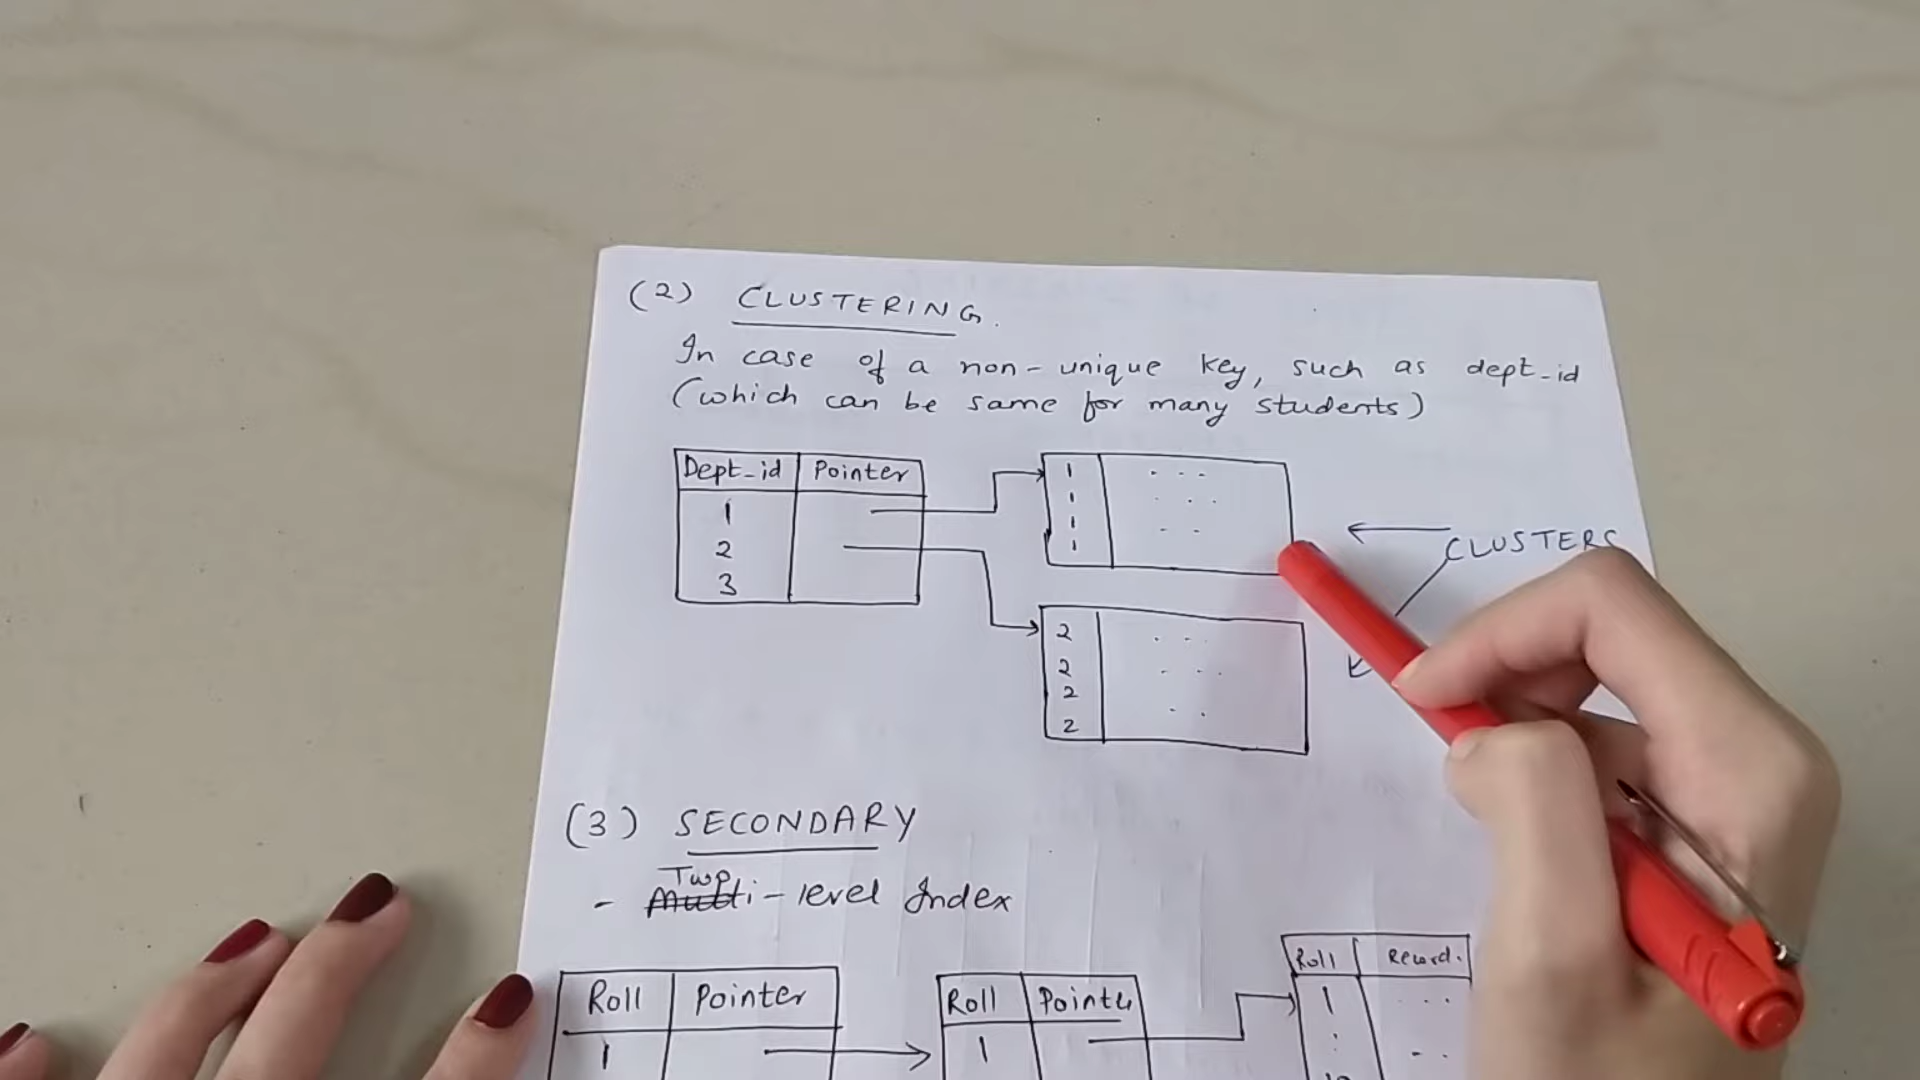 (2) CLUSTERING.
In case of a non-unique key, such as dept_id
(which can be same for many students)
Dept_id Pointer
1
2
3
1
1
1
1
CLUSTERS
2
2
2
2
(3) SECONDARY
Two
- Multi-level Index
Roll Pointer
1
Roll Pointer
1
Roll Record.
1